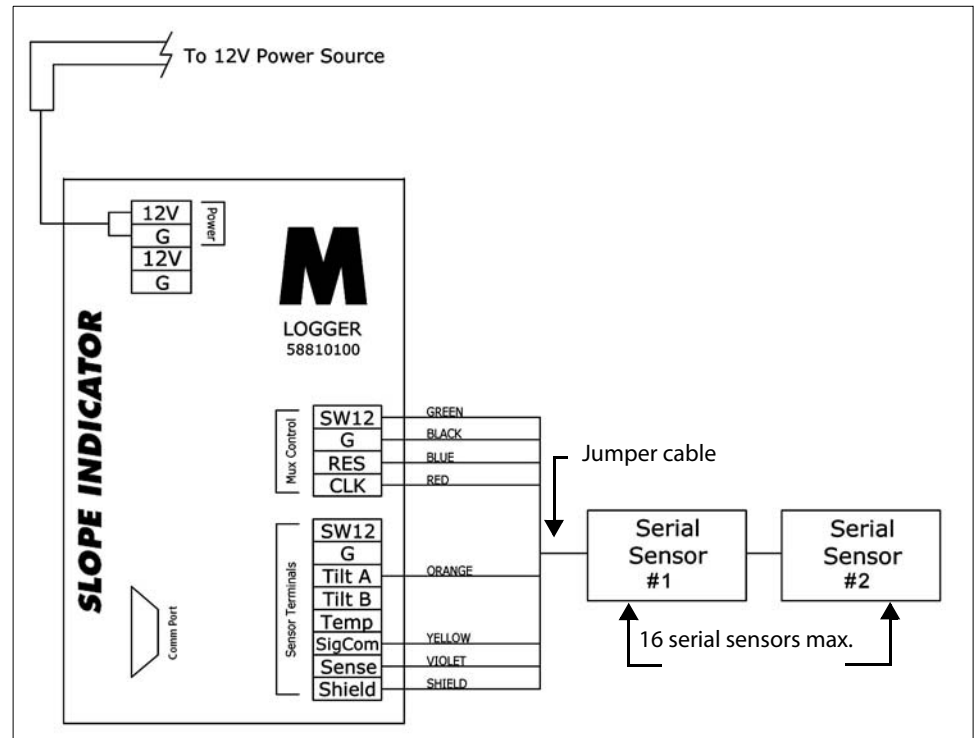 To 12V Power Source
12V
G
12V
G
Power
M
LOGGER
58810100
SLOPE INDICATOR
Mux Control
SW12 GREEN
G BLACK
RES BLUE
CLK RED
Jumper cable
Sensor Terminals
SW12
G
Tilt A ORANGE
Tilt B
Temp
SigCom YELLOW
Sense VIOLET
Shield SHIELD
Comm Port
Serial
Sensor
#1
Serial
Sensor
#2
16 serial sensors max.